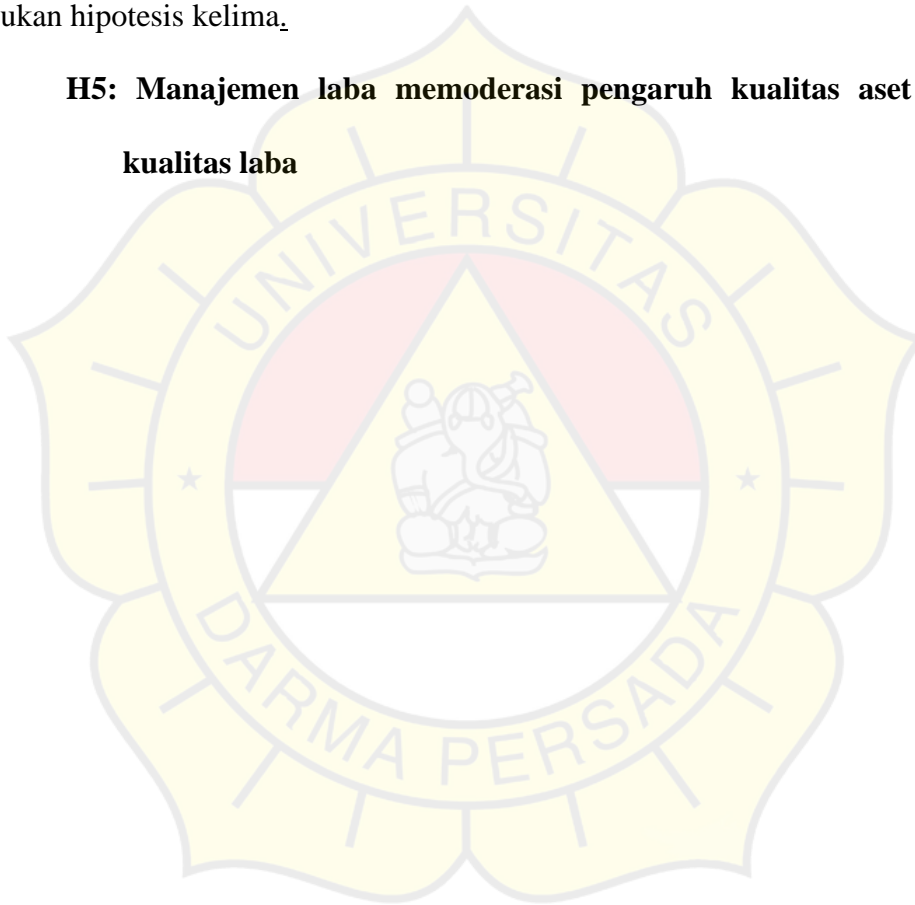 ukan hipotesis kelima.
H5: Manajemen laba memoderasi pengaruh kualitas aset
kualitas laba
UNIVERSITAS
DARMA PERSADA